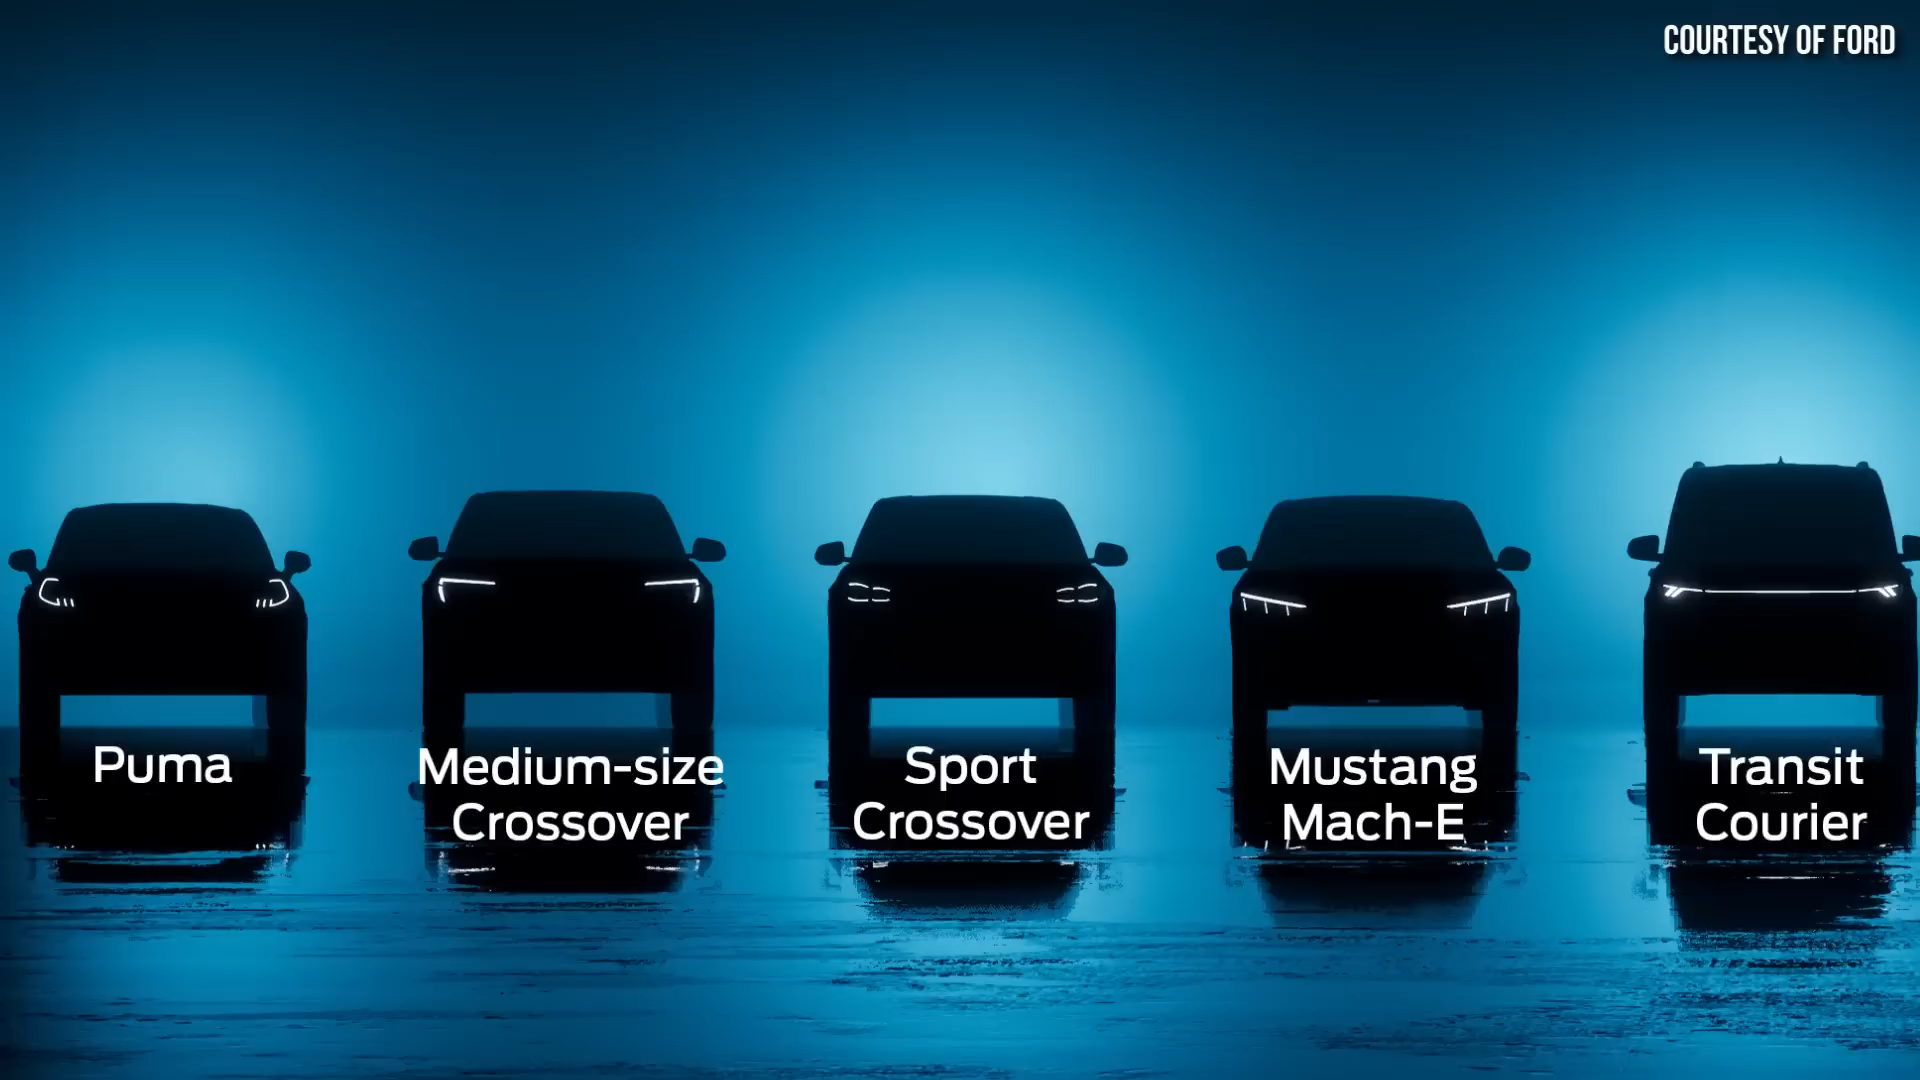 COURTESY OF FORD
Puma
Medium-size
Crossover
Sport
Crossover
Mustang
Mach-E
Transit
Courier